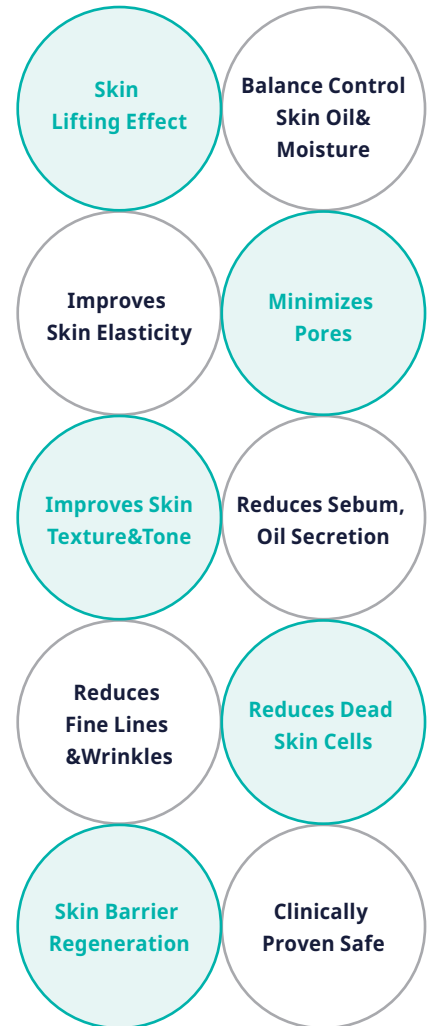 Skin
Lifting Effect
Balance Control
Skin Oil&
Moisture
Improves
Skin Elasticity
Minimizes
Pores
Improves Skin
Texture&Tone
Reduces Sebum,
Oil Secretion
Reduces
Fine Lines
&Wrinkles
Reduces Dead
Skin Cells
Skin Barrier
Regeneration
Clinically
Proven Safe